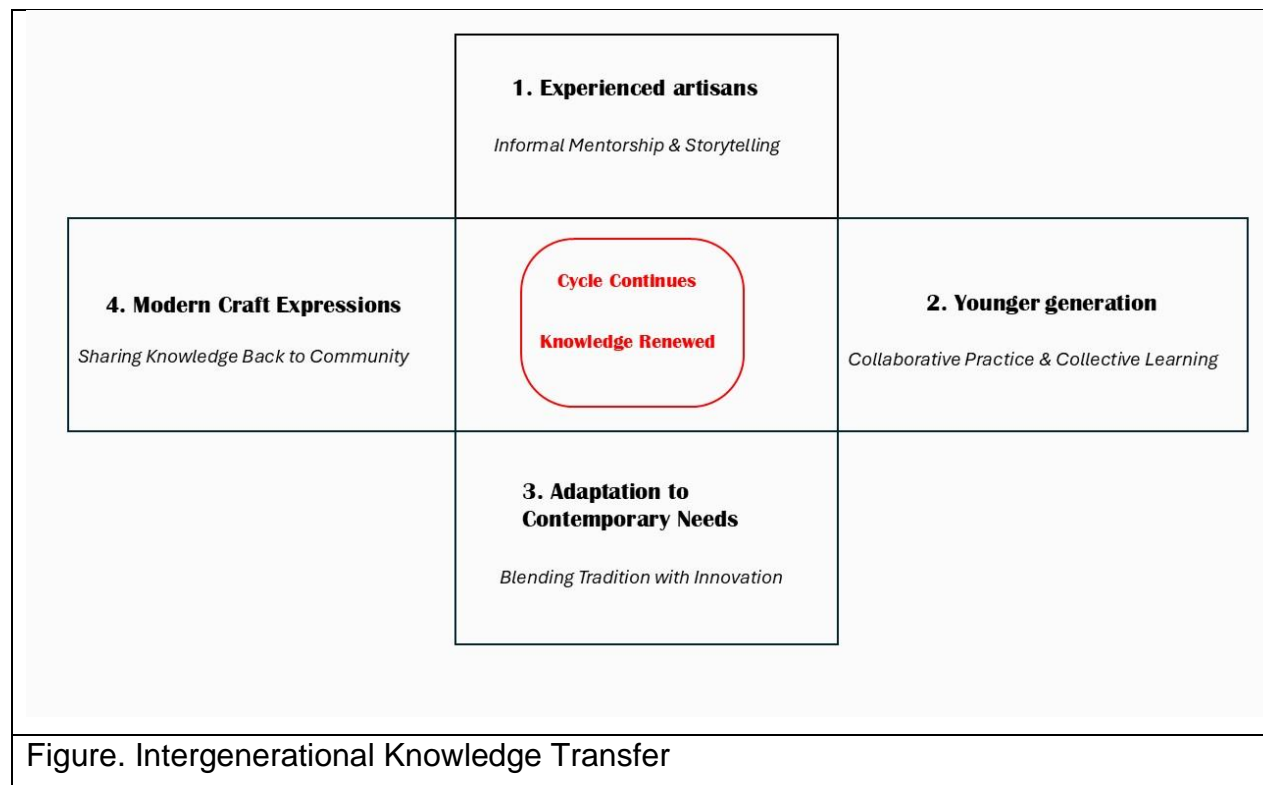 1. Experienced artisans
Informal Mentorship & Storytelling
Cycle Continues
Knowledge Renewed
4. Modern Craft Expressions
Sharing Knowledge Back to Community
2. Younger generation
Collaborative Practice & Collective Learning
3. Adaptation to
Contemporary Needs
Blending Tradition with Innovation
Figure. Intergenerational Knowledge Transfer